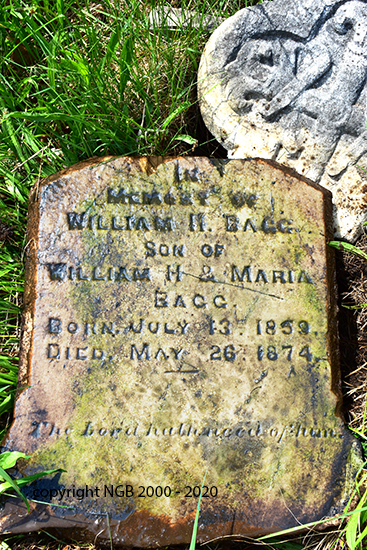 In
Memory of
William H. Bagg
Son of
William H & Maria
Bagg
Born, July 13 1859.
Died, May 26 1874.
The Lord hath need of him.
copyright NGB 2000 - 2020